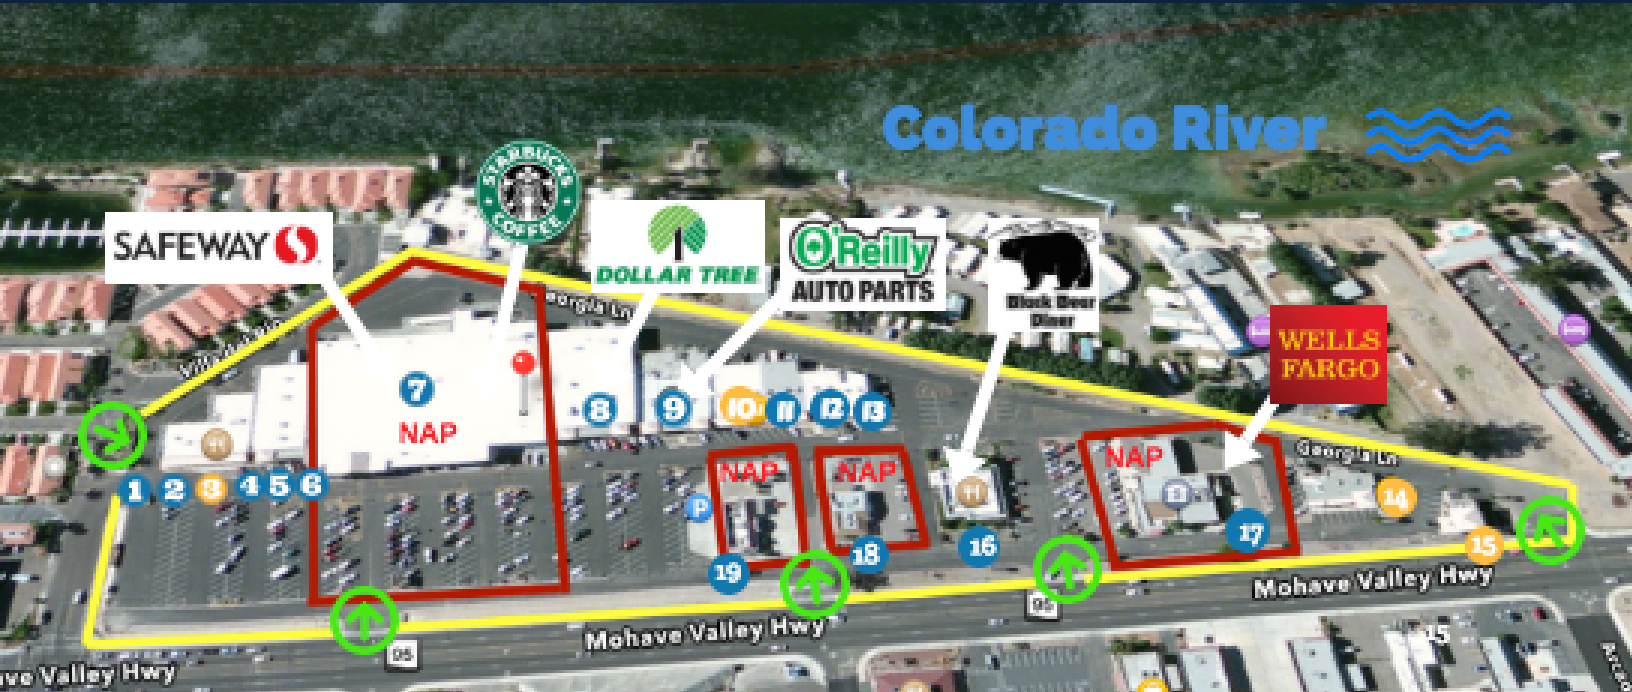 Colorado River
STARBUCKS
COFFEE
SAFEWAY
DOLLAR TREE
O'Reilly
AUTO PARTS
Black Bear
Diner
WELLS
FARGO
Georgia Ln
7
NAP
8
9
10
11
12
13
1
2
3
4
5
6
NAP
NAP
NAP
Georgia Ln
P
14
15
16
17
18
19
95
95
Mohave Valley Hwy
Mohave Valley Hwy
ave Valley Hwy
15